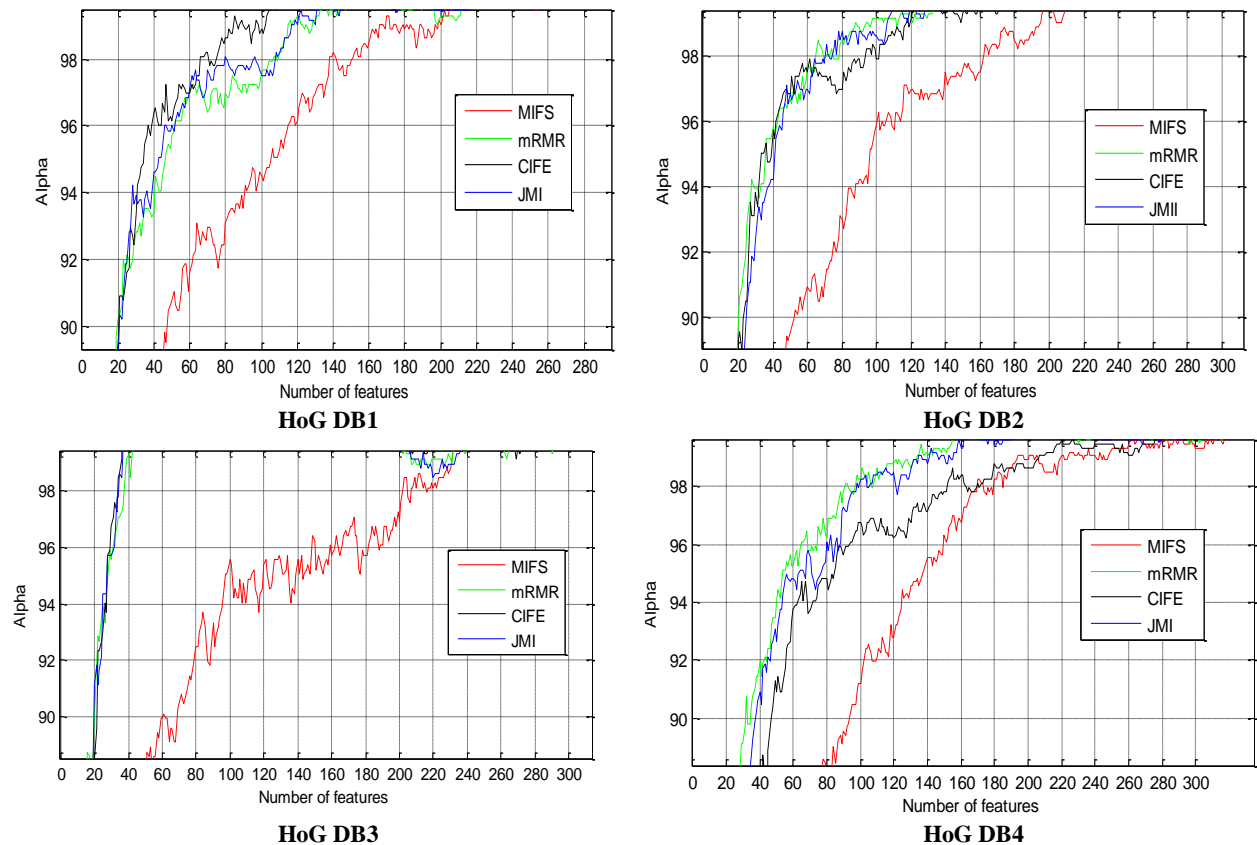 98
96
94
92
90
Alpha
MIFS
mRMR
CIFE
JMI
0 20 40 60 80 100 120 140 160 180 200 220 240 260 280
Number of features
HoG DB1
98
96
94
92
90
Alpha
MIFS
mRMR
CIFE
JMII
0 20 40 60 80 100 120 140 160 180 200 220 240 260 280 300
Number of features
HoG DB2
98
96
94
92
90
Alpha
MIFS
mRMR
CIFE
JMI
0 20 40 60 80 100 120 140 160 180 200 220 240 260 280 300
Number of features
HoG DB3
98
96
94
92
90
Alpha
MIFS
mRMR
CIFE
JMI
0 20 40 60 80 100 120 140 160 180 200 220 240 260 280 300
Number of features
HoG DB4